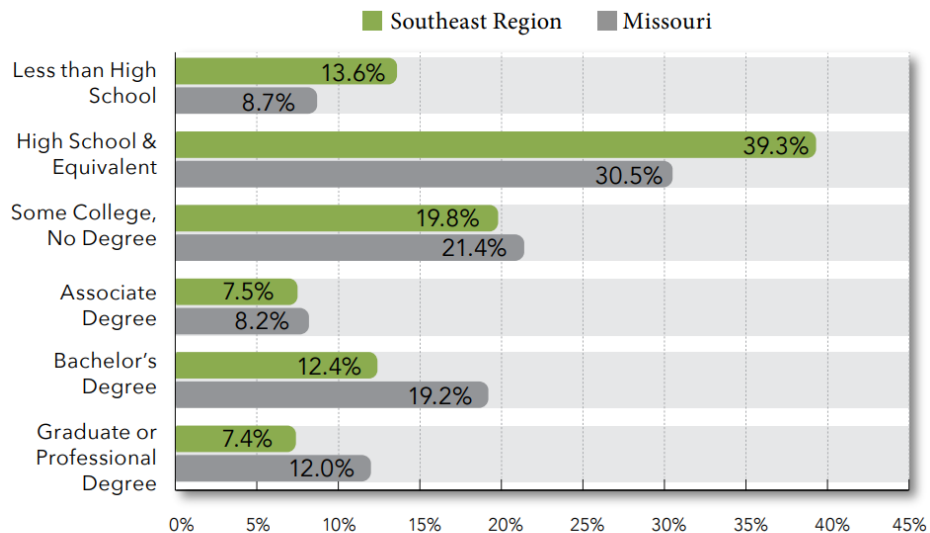 Southeast Region Missouri
Less than High
School
13.6%
8.7%
High School &
Equivalent
39.3%
30.5%
Some College,
No Degree
19.8%
21.4%
Associate
Degree
7.5%
8.2%
Bachelor’s
Degree
12.4%
19.2%
Graduate or
Professional
Degree
7.4%
12.0%
0% 5% 10% 15% 20% 25% 30% 35% 40% 45%